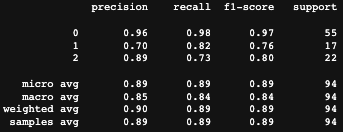 precision recall f1-score support
0 0.96 0.98 0.97 55
1 0.70 0.82 0.76 17
2 0.89 0.73 0.80 22
micro avg 0.89 0.89 0.89 94
macro avg 0.85 0.84 0.84 94
weighted avg 0.90 0.89 0.89 94
samples avg 0.89 0.89 0.89 94